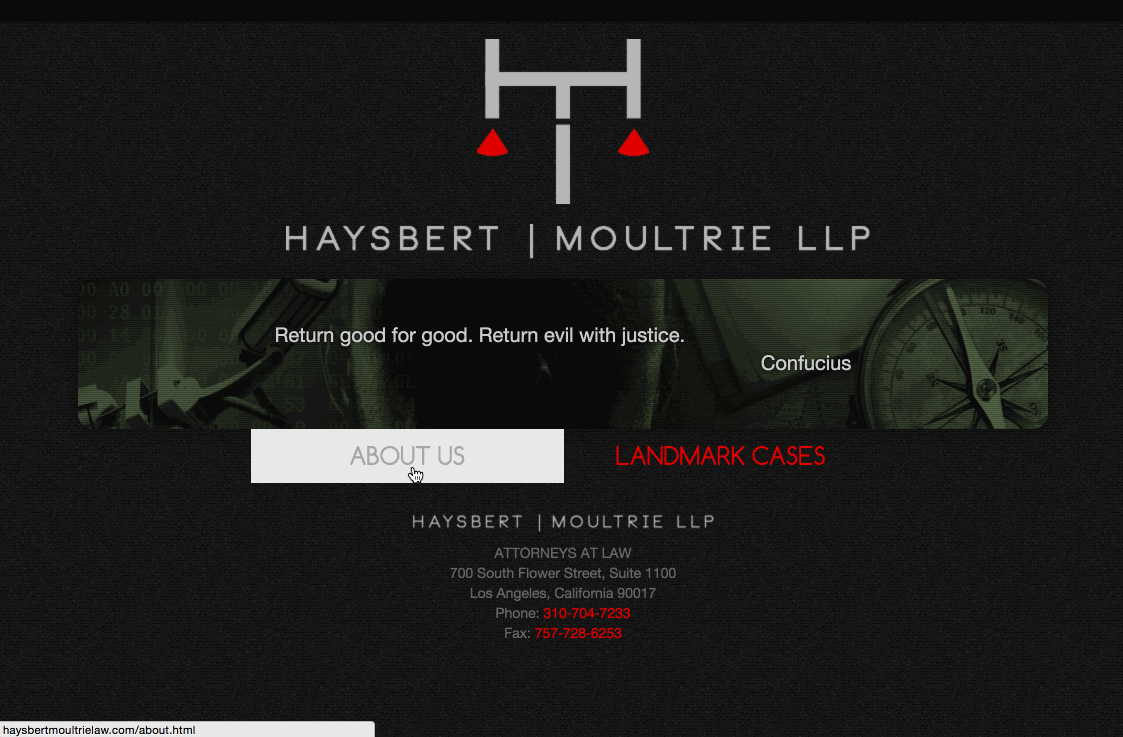 HAYSBERT | MOULTRIE LLP
Return good for good. Return evil with justice.
Confucius
ABOUT US
LANDMARK CASES
HAYSBERT | MOULTRIE LLP
ATTORNEYS AT LAW
700 South Flower Street, Suite 1100
Los Angeles, California 90017
Phone: 310-704-7233
Fax: 757-728-6253
haysbertmoultrielaw.com/about.html